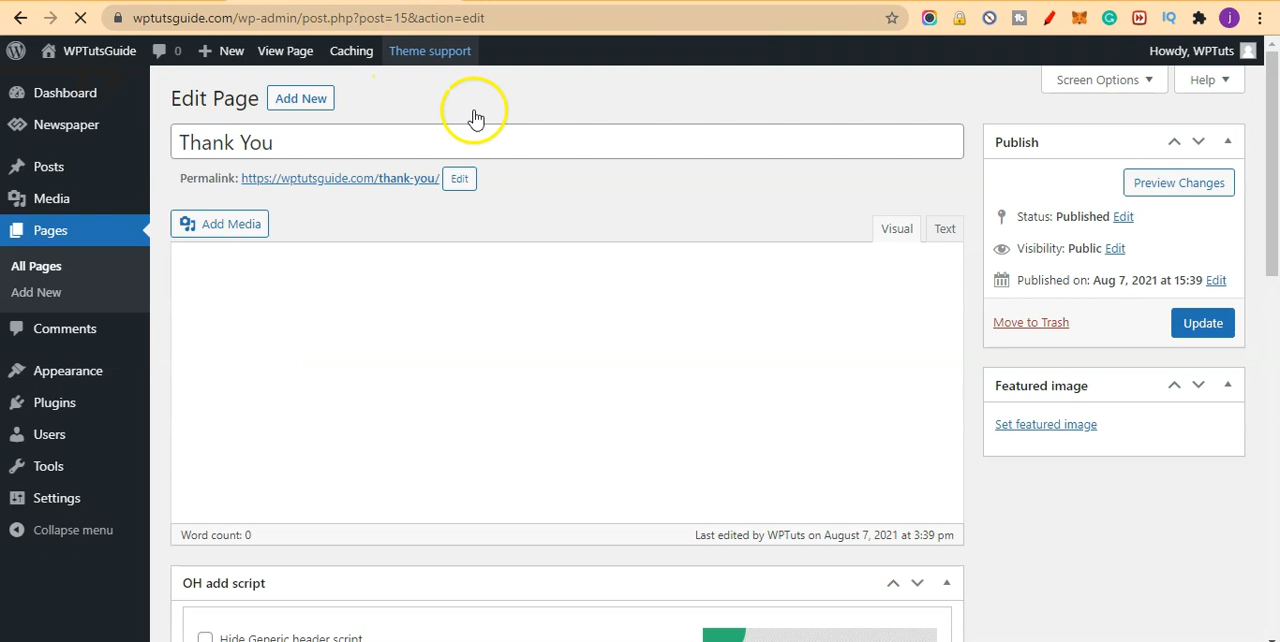 wptutsguide.com/wp-admin/post.php?post=15&action=edit
WPTutsGuide 0 New View Page Caching Theme support Howdy, WPTuts
Screen Options Help
Dashboard
Newspaper
Posts
Media
Pages
All Pages
Add New
Comments
Appearance
Plugins
Users
Tools
Settings
Collapse menu
Edit Page Add New
Thank You
Permalink: https://wptutsguide.com/thank-you/ Edit
Add Media
Visual Text
Word count: 0 Last edited by WPTuts on August 7, 2021 at 3:39 pm
OH add script
Hide Generic header script
Publish
Preview Changes
Status: Published Edit
Visibility: Public Edit
Published on: Aug 7, 2021 at 15:39 Edit
Move to Trash Update
Featured image
Set featured image